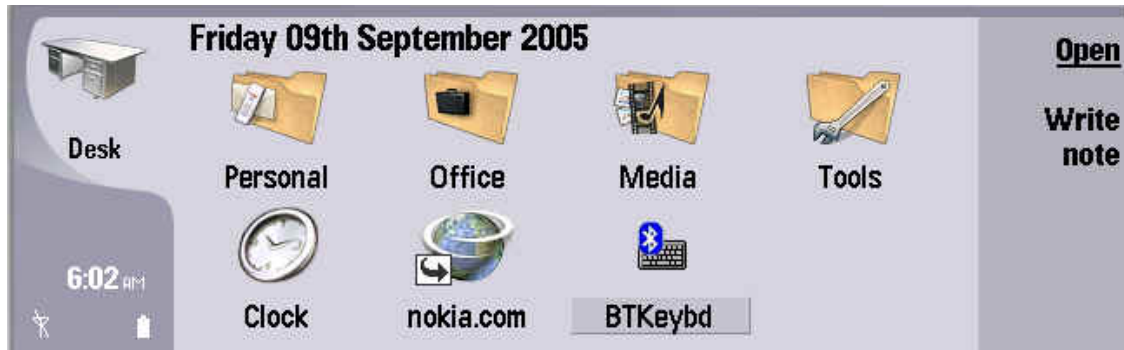 Friday 09th September 2005
Desk
Personal
Office
Media
Tools
Clock
nokia.com
BTKeybd
6:02 AM
Open
Write
note